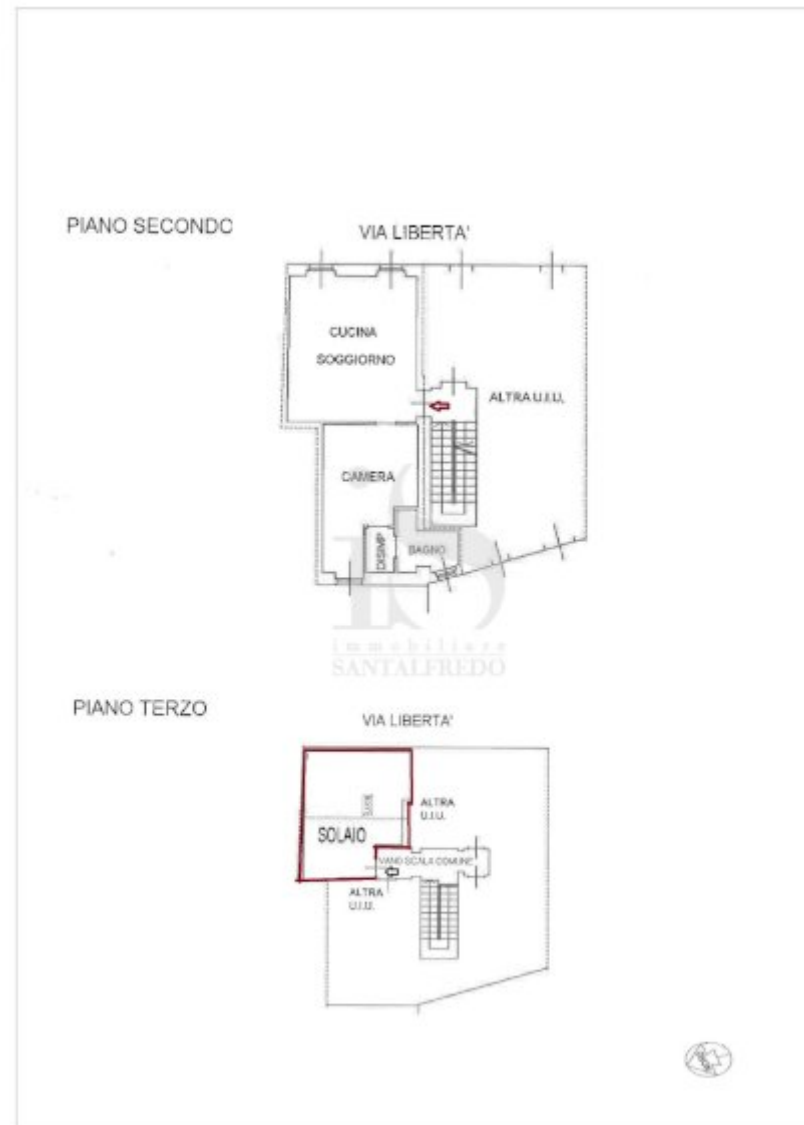 PIANO SECONDO
VIA LIBERTA'
CUCINA
SOGGIORNO
ALTRA U.I.U.
CAMERA
DISIMP
BAGNO
iS
immobiliare
SANTALFREDO
PIANO TERZO
VIA LIBERTA'
ALTRA
U.I.U.
SOLAIO
VANO SCALA COMUNE
ALTRA
U.I.U.